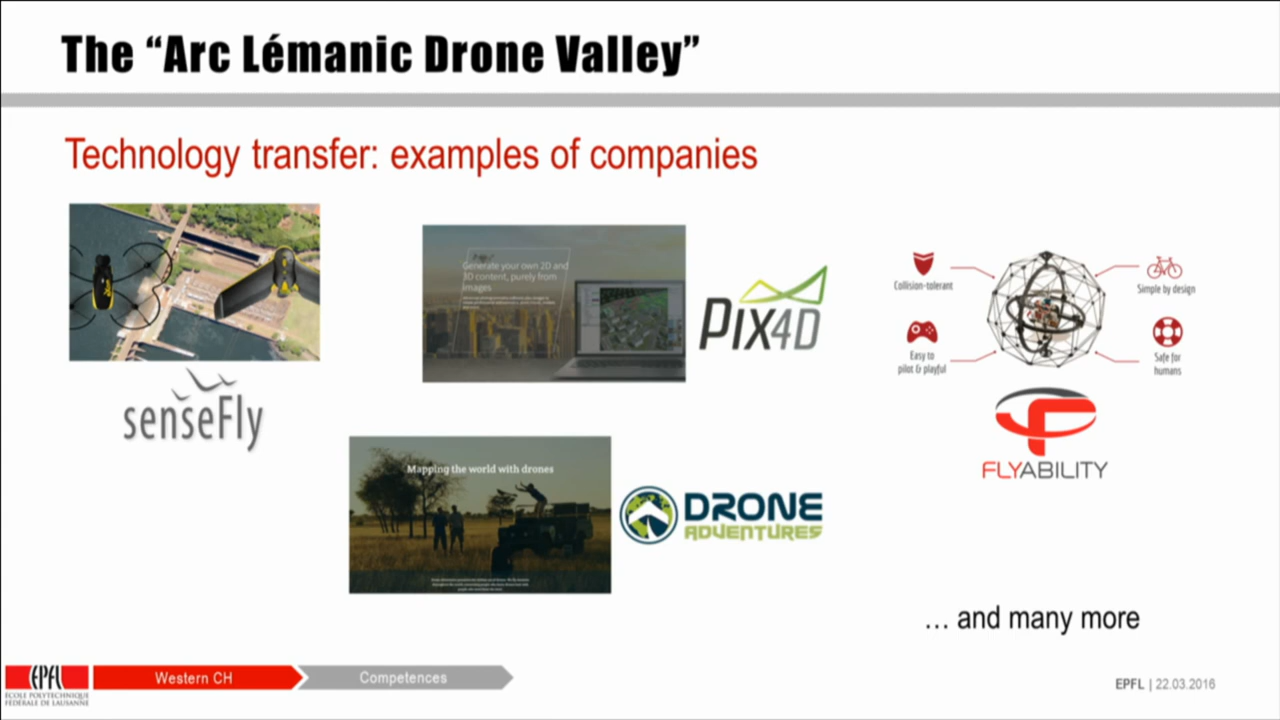 The “Arc Lémanic Drone Valley”
Technology transfer: examples of companies
senseFly
Generate your own 2D and
3D content, purely from
images
PIX4D
Mapping the world with drones
DRONE
ADVENTURES
Collision-tolerant
Simple by design
Easy to
pilot & playful
Safe for
humans
FLYABILITY
… and many more
EPFL
ÉCOLE POLYTECHNIQUE
FÉDÉRALE DE LAUSANNE
Western CH
Competences
EPFL | 22.03.2016